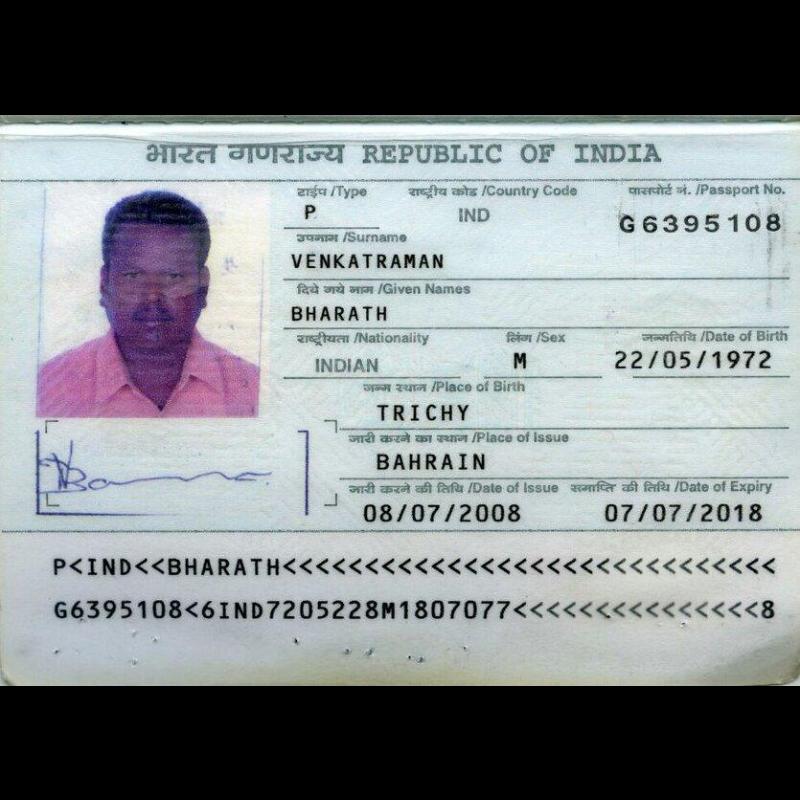 भारत गणराज्य REPUBLIC OF INDIA
टाईप /Type राष्ट्रीय कोड /Country Code पासपोर्ट नं. /Passport No.
P IND G6395108
उपनाम /Surname
VENKATRAMAN
दिये गये नाम /Given Names
BHARATH
राष्ट्रीयता /Nationality लिंग /Sex जन्मतिथि /Date of Birth
INDIAN M 22/05/1972
जन्म स्थान /Place of Birth
TRICHY
जारी करने का स्थान /Place of Issue
BAHRAIN
जारी करने की तिथि /Date of Issue समाप्ति की तिथि /Date of Expiry
08/07/2008 07/07/2018
P<IND<<BHARATH<<<<<<<<<<<<<<<<<<<<<<<<<<<<<<
G6395108<6IND7205228M1807077<<<<<<<<<<<<<<<8